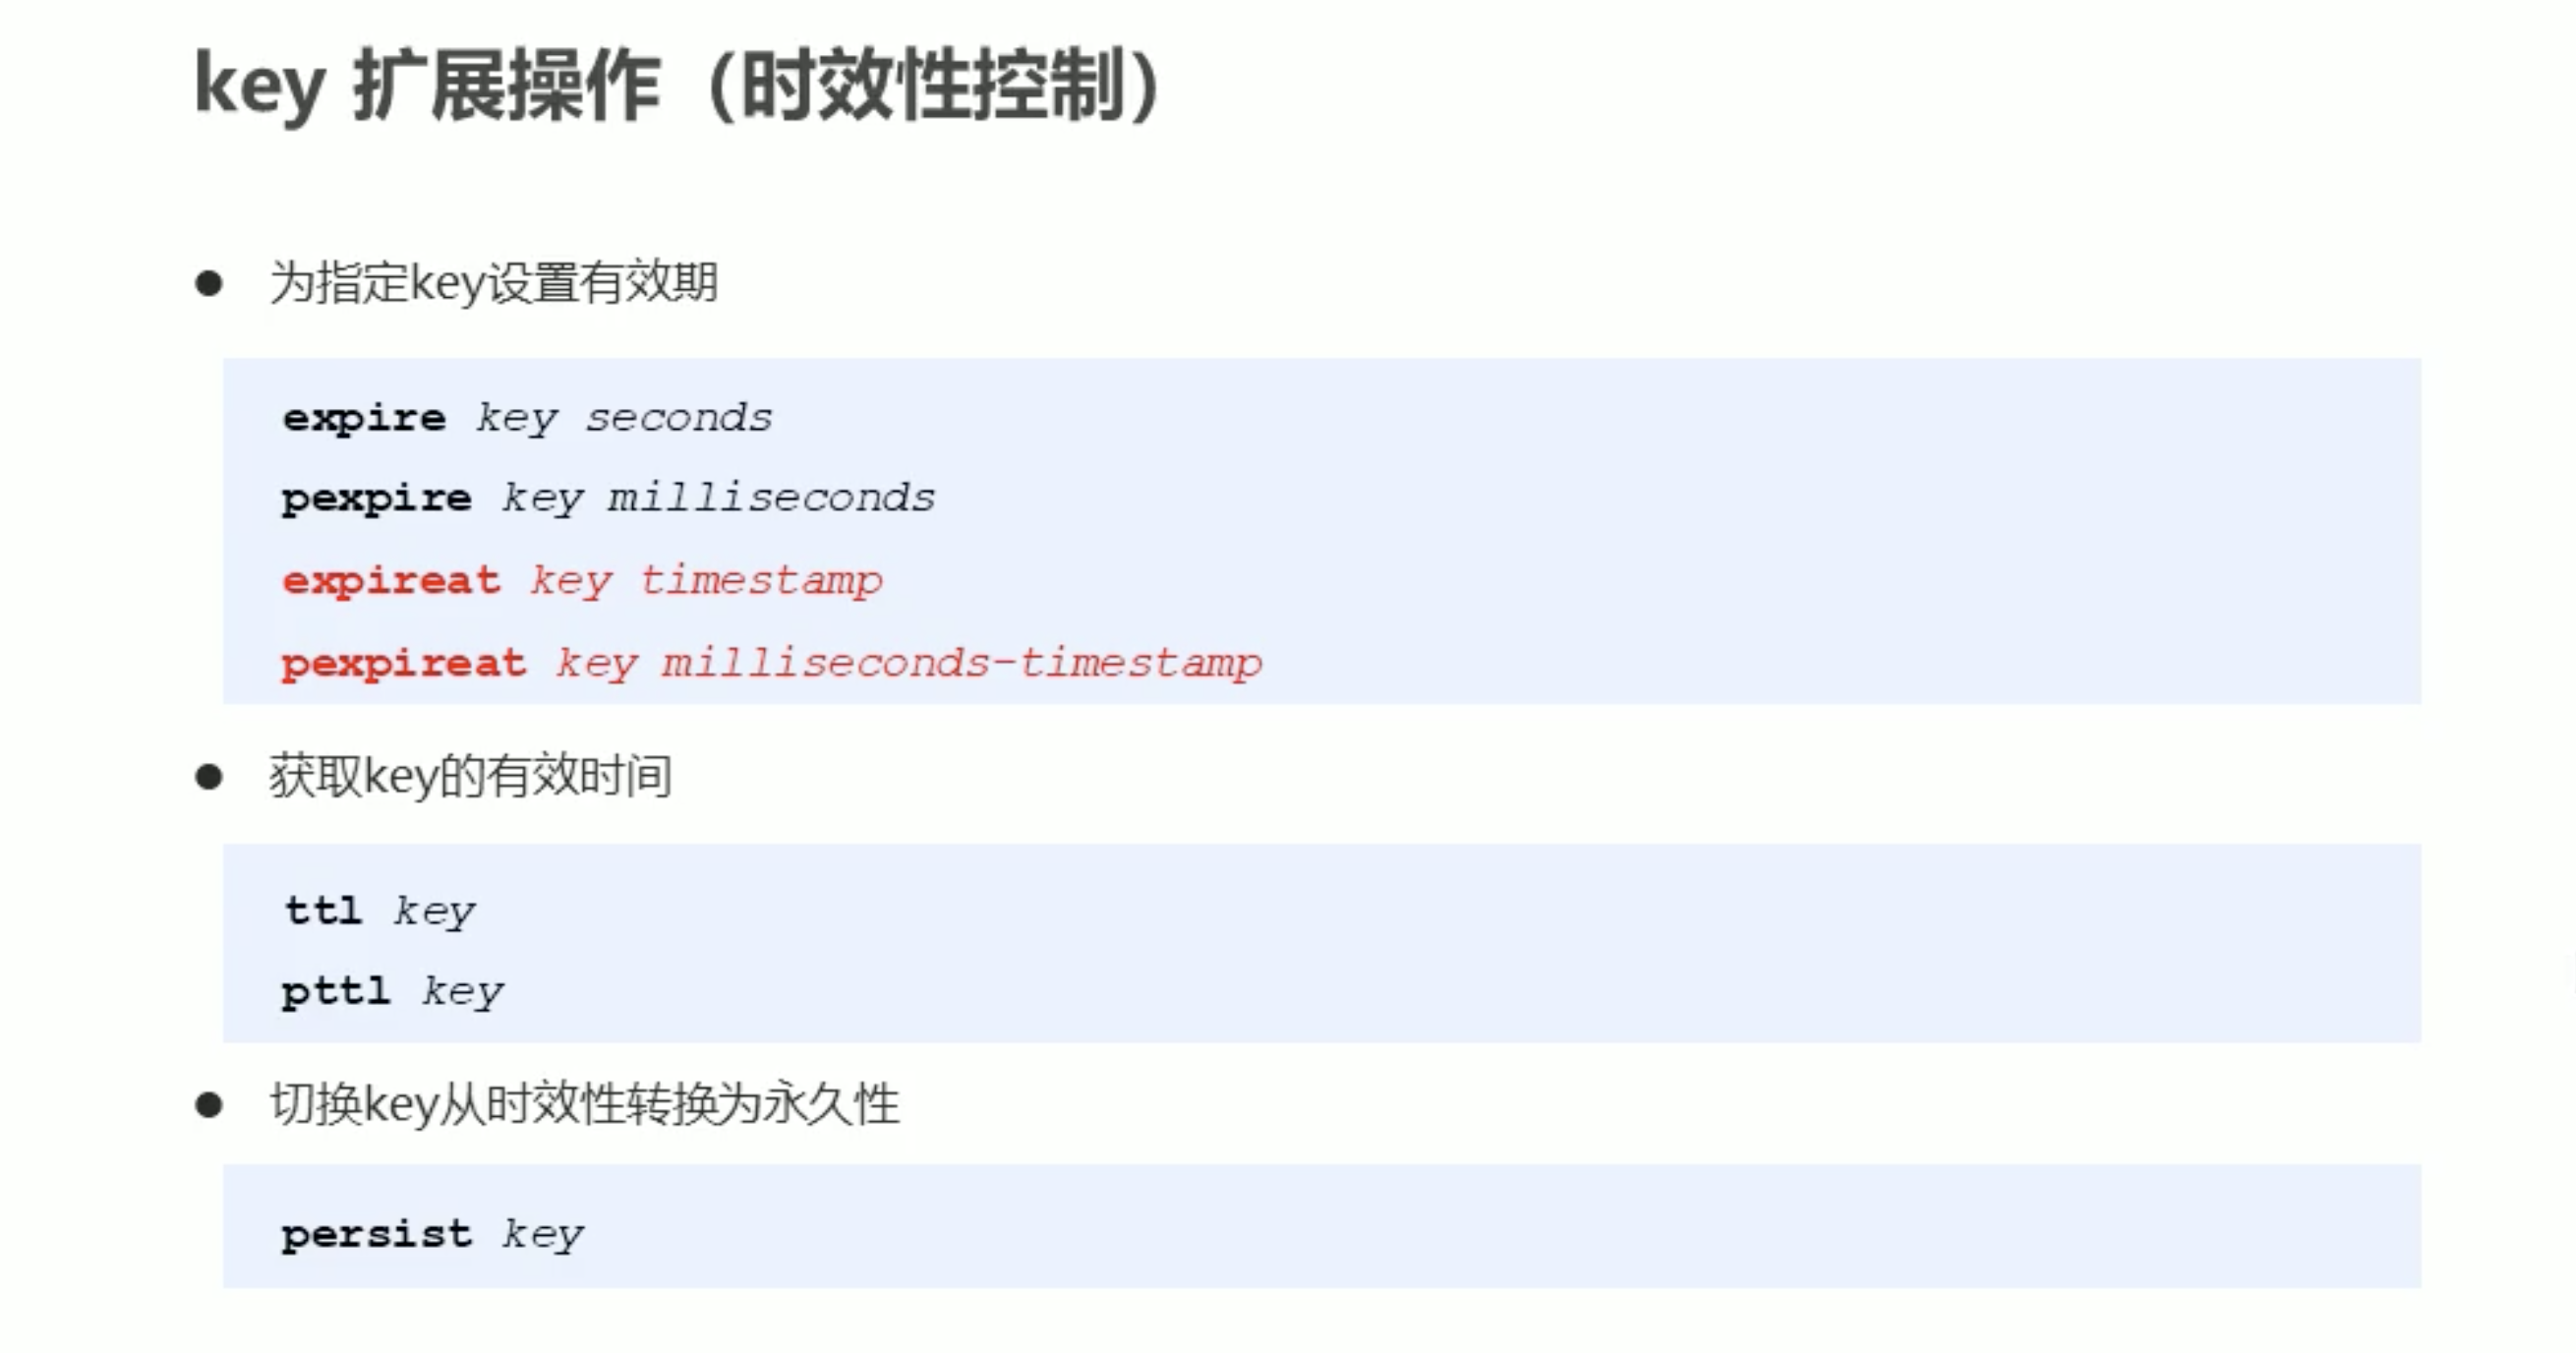 key 扩展操作（时效性控制）
● 为指定key设置有效期
expire key seconds
pexpire key milliseconds
expireat key timestamp
pexpireat key milliseconds-timestamp
● 获取key的有效时间
ttl key
pttl key
● 切换key从时效性转换为永久性
persist key